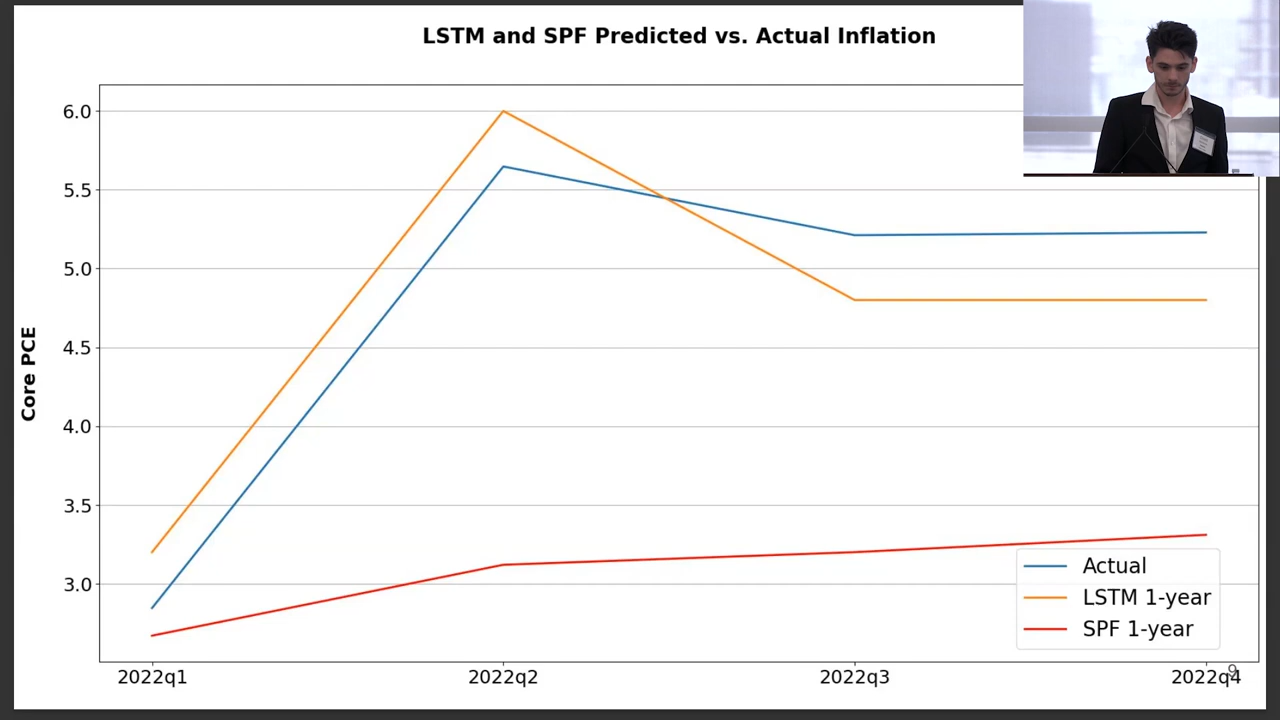 LSTM and SPF Predicted vs. Actual Inflation
Core PCE
6.0
5.5
5.0
4.5
4.0
3.5
3.0
2022q1
2022q2
2022q3
2022q4
Actual
LSTM 1-year
SPF 1-year
9